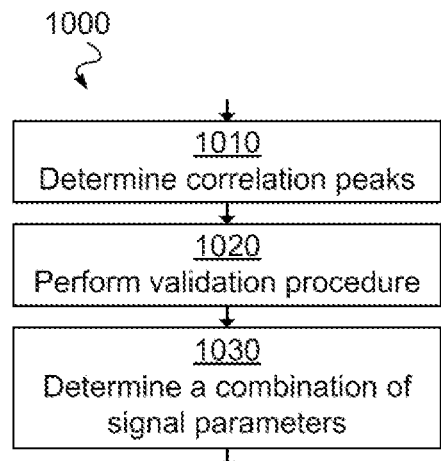 1000
1010
Determine correlation peaks
1020
Perform validation procedure
1030
Determine a combination of
signal parameters